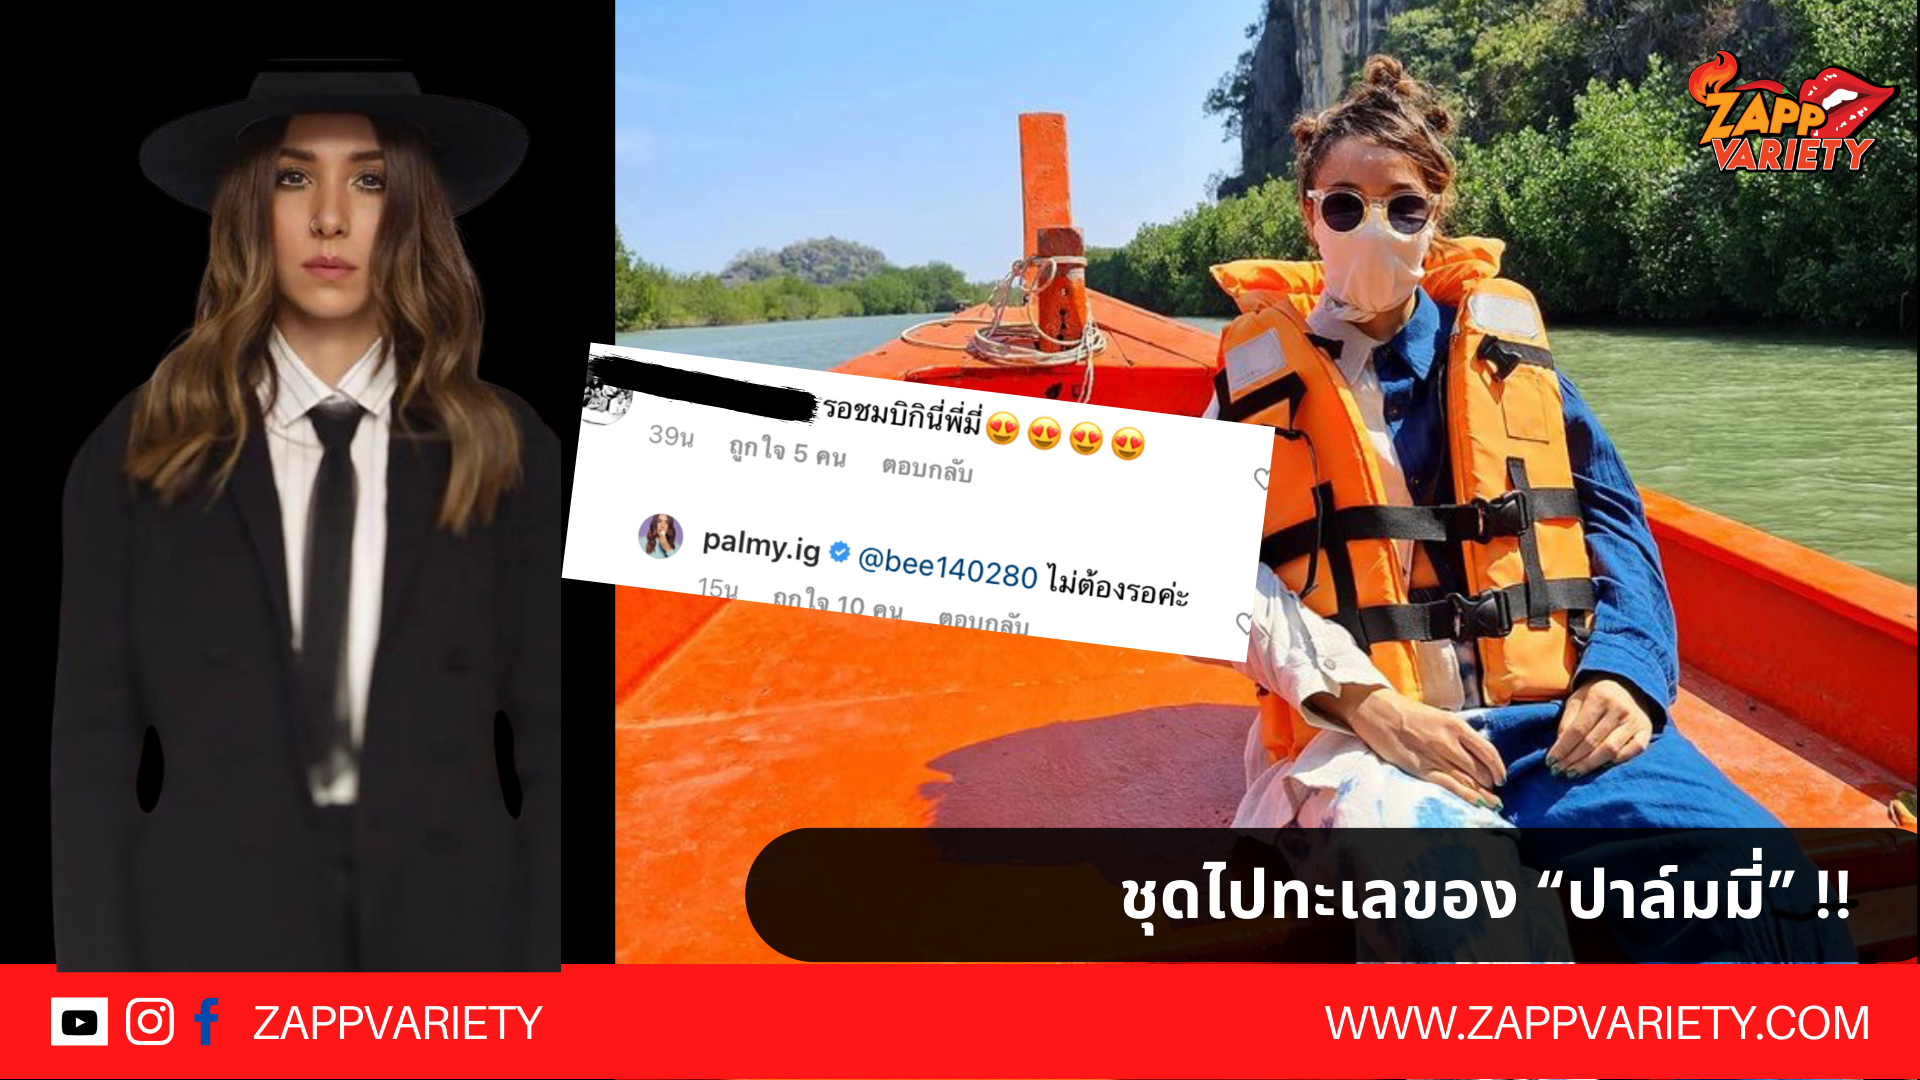 ZAPP
VARIETY
รอชมบิกินี่พี่มี่😍😍😍😍
39น ถูกใจ 5 คน ตอบกลับ
palmy.ig @bee140280 ไม่ต้องรอค่ะ
15น ถูกใจ 10 คน ตอบกลับ
ชุดไปทะเลของ “ปาล์มมี่” !!
ZAPPVARIETY
WWW.ZAPPVARIETY.COM